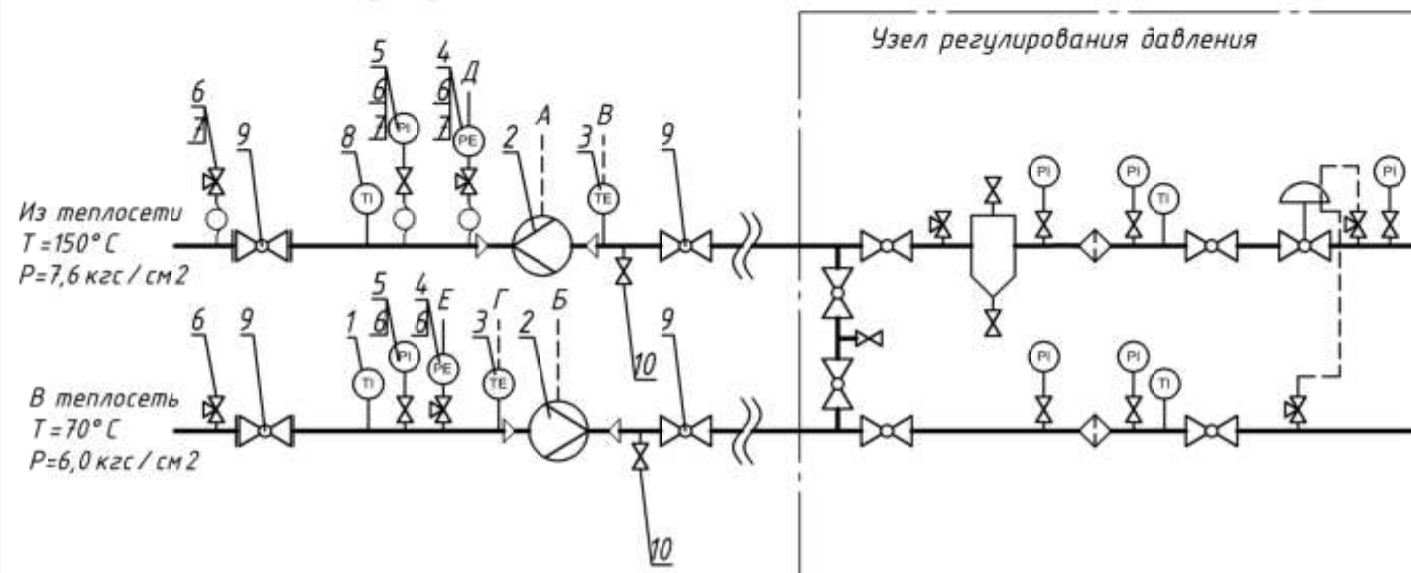 Узел регулирования давления
5
4
6
Д
6
6
А
В
6
7
9
8
7
PI
7
PE
2
3
9
PI
PI
PI
TI
TE
TI
Из теплосети
T=150°C
P=7,6 кгс/см2
5
4
Е
Г
Б
6
9
1
6
PI
6
3
2
9
10
PI
PI
TI
PE
TE
TI
В теплосеть
T=70°C
P=6,0 кгс/см2
10